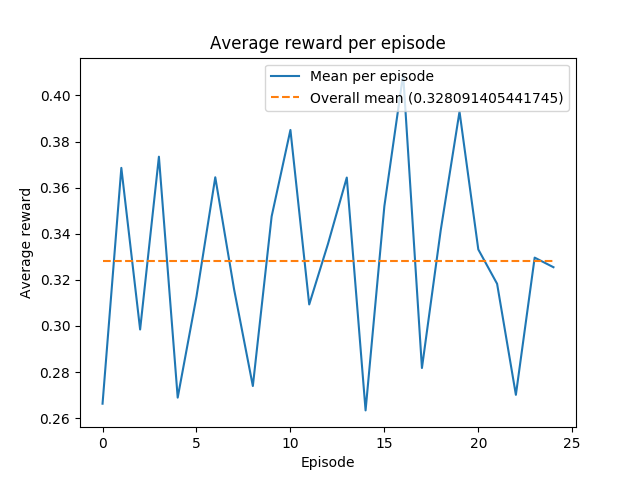 Average reward per episode
Mean per episode
Overall mean (0.328091405441745)
Average reward
0.40
0.38
0.36
0.34
0.32
0.30
0.28
0.26
0
5
10
15
20
25
Episode